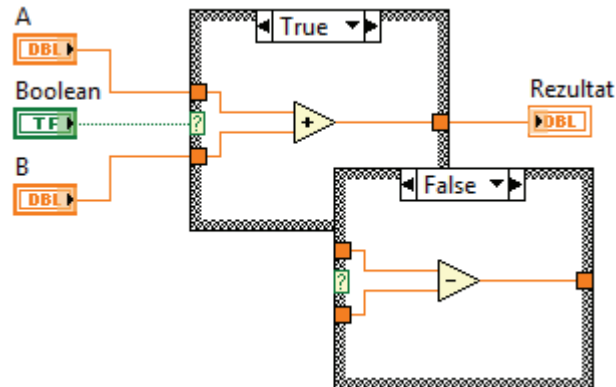 A
DBL
True
Boolean
TF
?
+
Rezultat
DBL
B
DBL
False
?
-